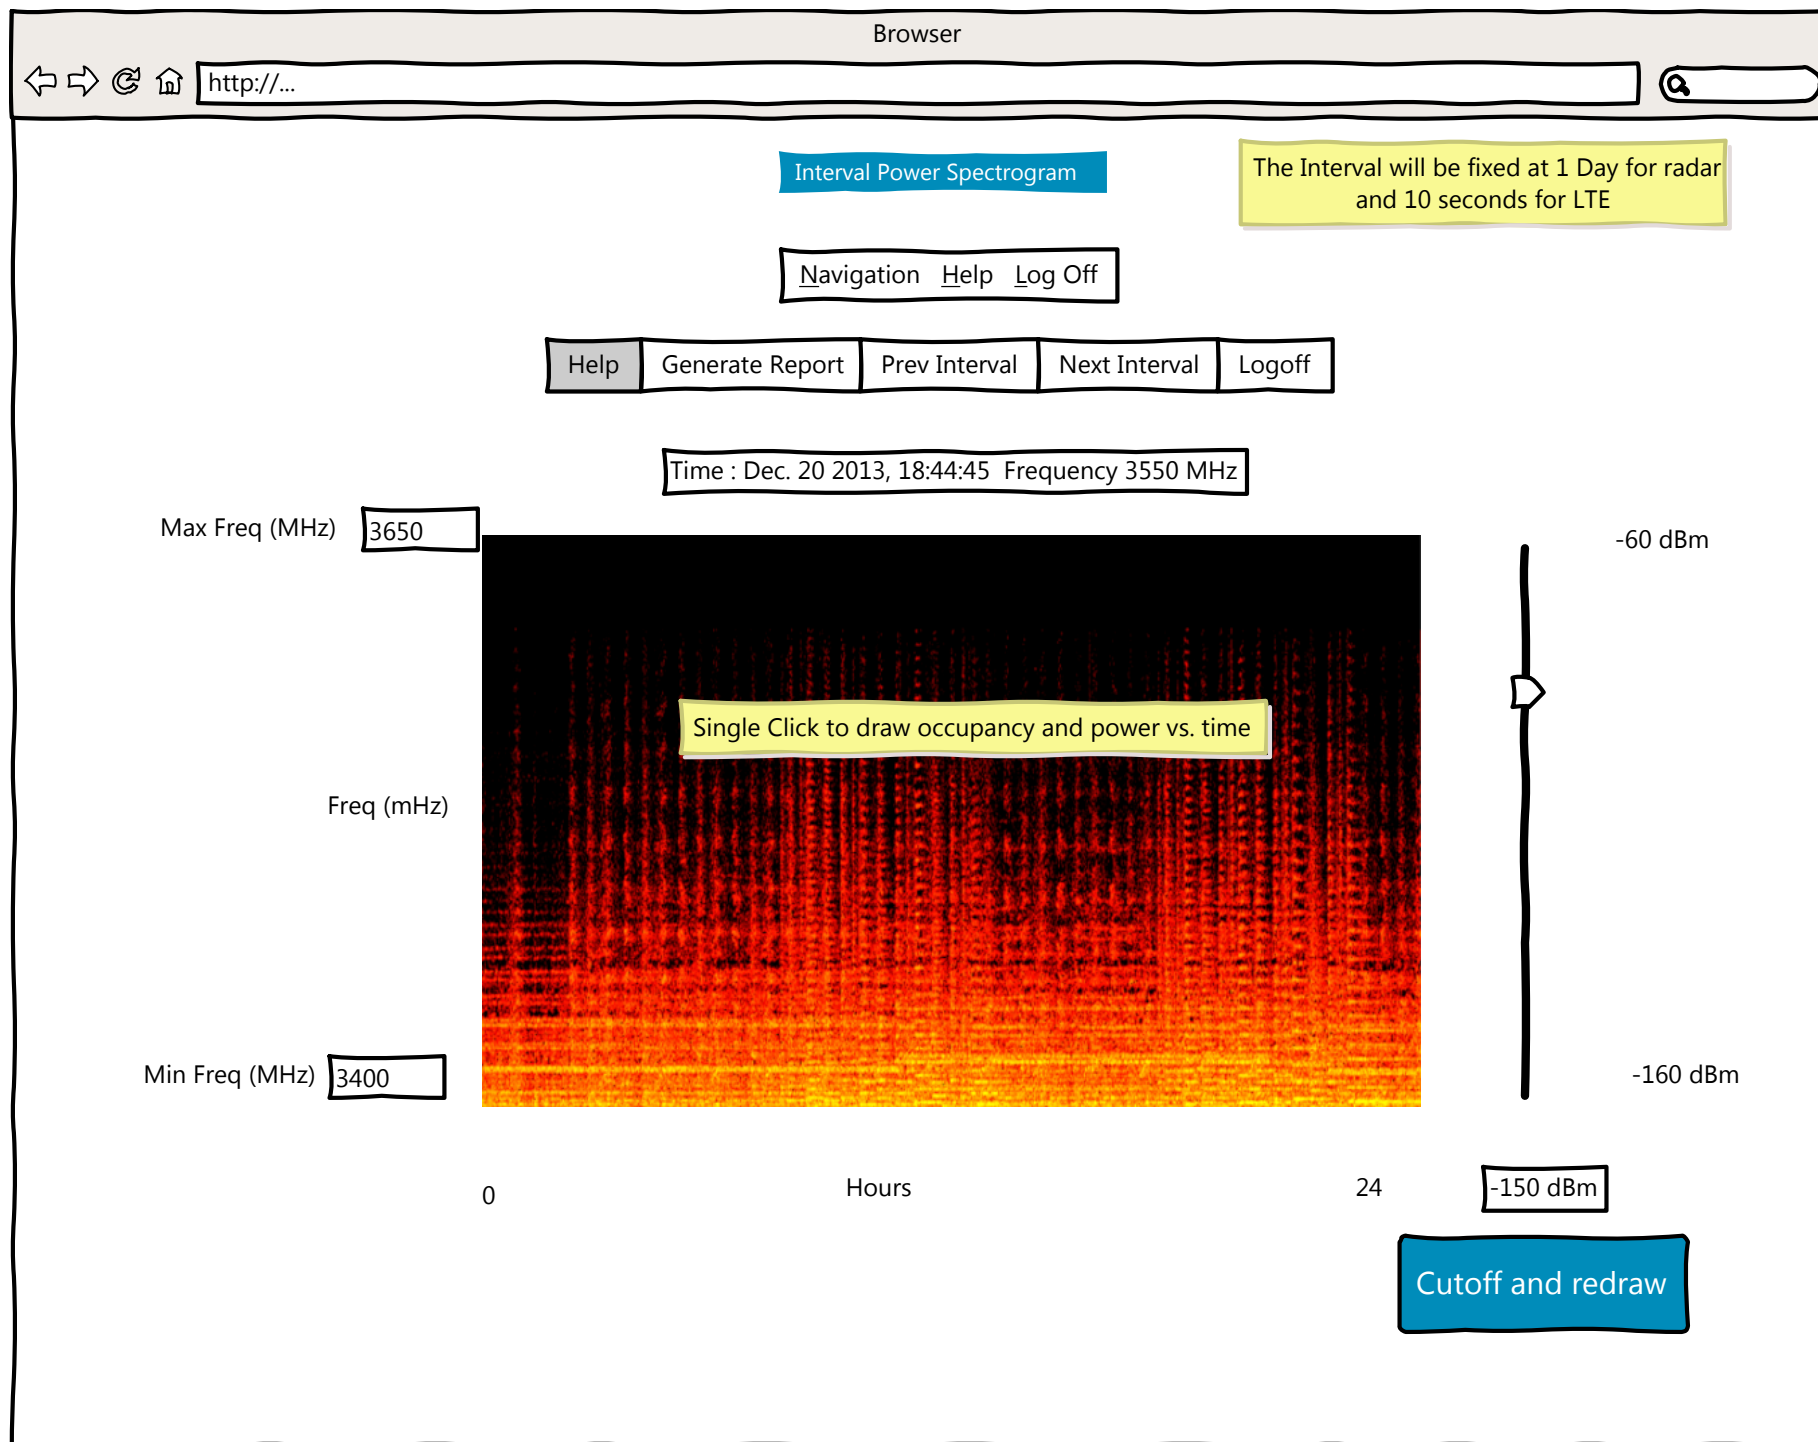 Browser
http://...
Interval Power Spectrogram
The Interval will be fixed at 1 Day for radar
and 10 seconds for LTE
Navigation Help Log Off
Help Generate Report Prev Interval Next Interval Logoff
Time : Dec. 20 2013, 18:44:45 Frequency 3550 MHz
Max Freq (MHz) 3650
-60 dBm
Single Click to draw occupancy and power vs. time
Freq (mHz)
Min Freq (MHz) 3400
-160 dBm
0 Hours 24
-150 dBm
Cutoff and redraw